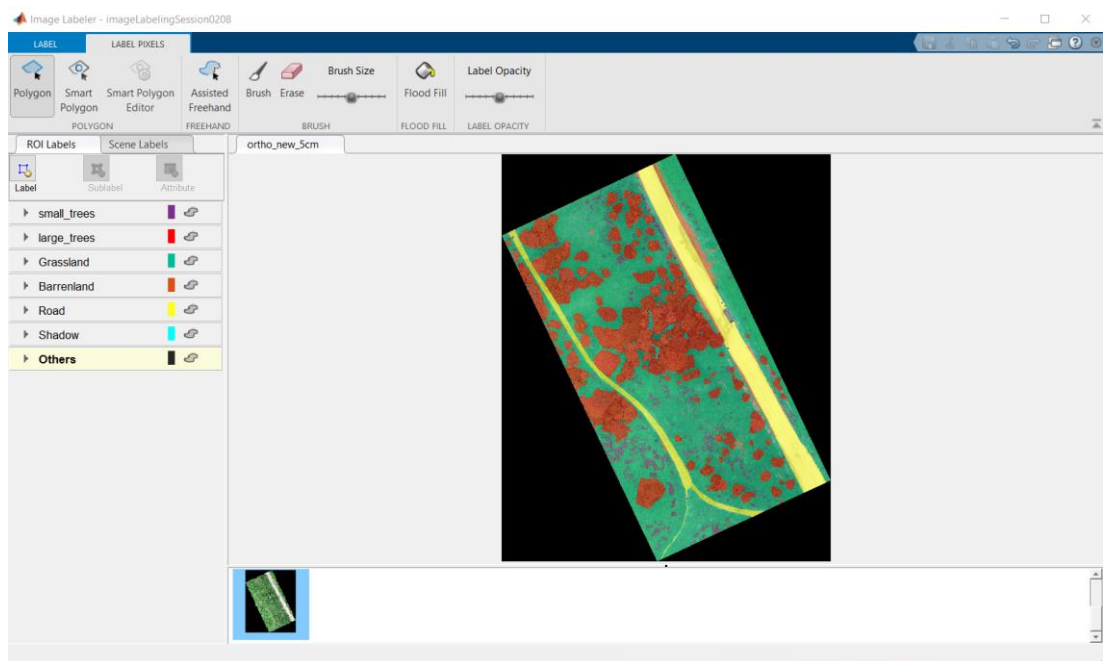 Image Labeler - imageLabelingSession0208
LABEL LABEL PIXELS
Polygon Smart Polygon Smart Polygon Editor Assisted Freehand Brush Erase Brush Size Flood Fill Label Opacity
POLYGON FREEHAND BRUSH FLOOD FILL LABEL OPACITY
ROI Labels Scene Labels ortho_new_5cm
Label Sublabel Attribute
small_trees
large_trees
Grassland
Barrenland
Road
Shadow
Others